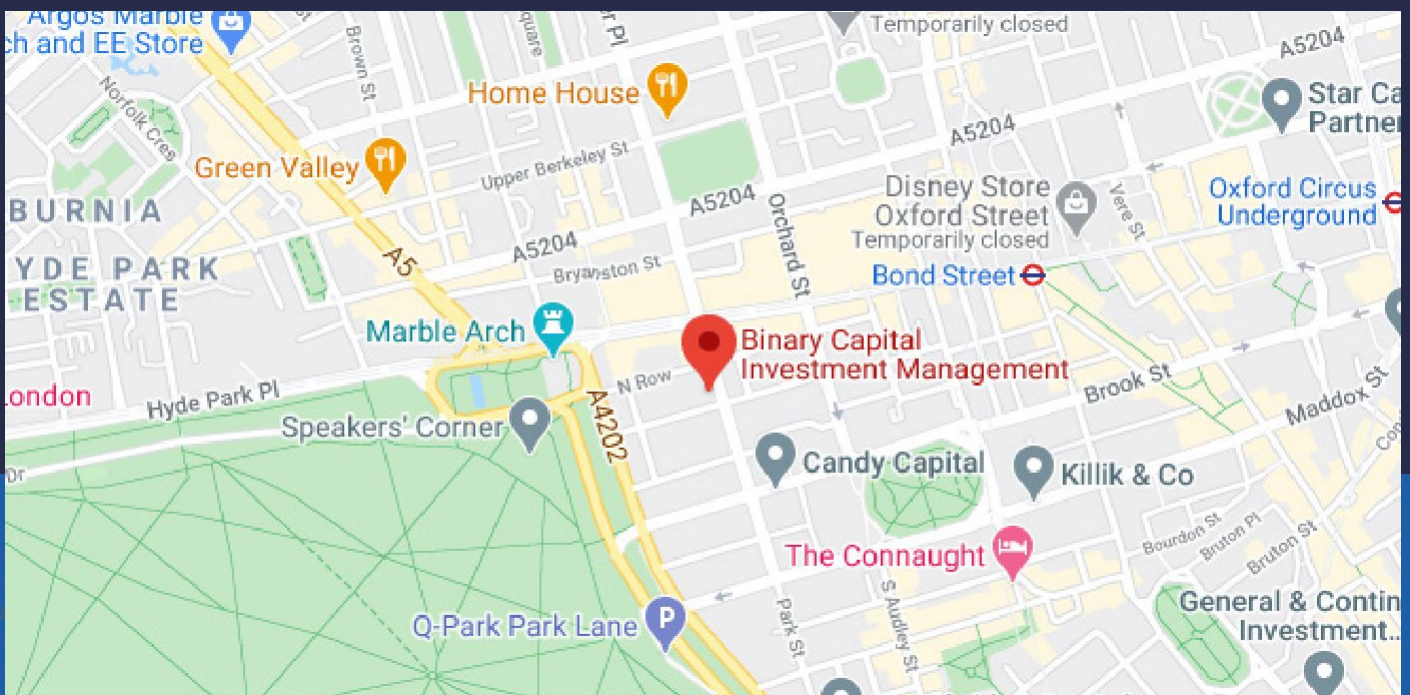 Argos Marble
ch and EE Store
Temporarily closed
A5204
Brown St
Norfolk Cres
Home House
Star Ca
Partner
A5204
Green Valley
Upper Berkeley St
A5204
Orchard St
Disney Store
Oxford Street
Temporarily closed
Vere St
Oxford Circus
Underground
BURNIA
A5204
A5
Bryanston St
YDE PARK
ESTATE
Bond Street
Marble Arch
Binary Capital
Investment Management
N Row
London
Hyde Park Pl
A4202
Brook St
Maddox St
Speakers' Corner
Candy Capital
Killik & Co
Dr
Bourdon St
Bruton Pl
Bruton St
The Connaught
S Audley St
Park St
Q-Park Park Lane
P
General & Contin
Investment...